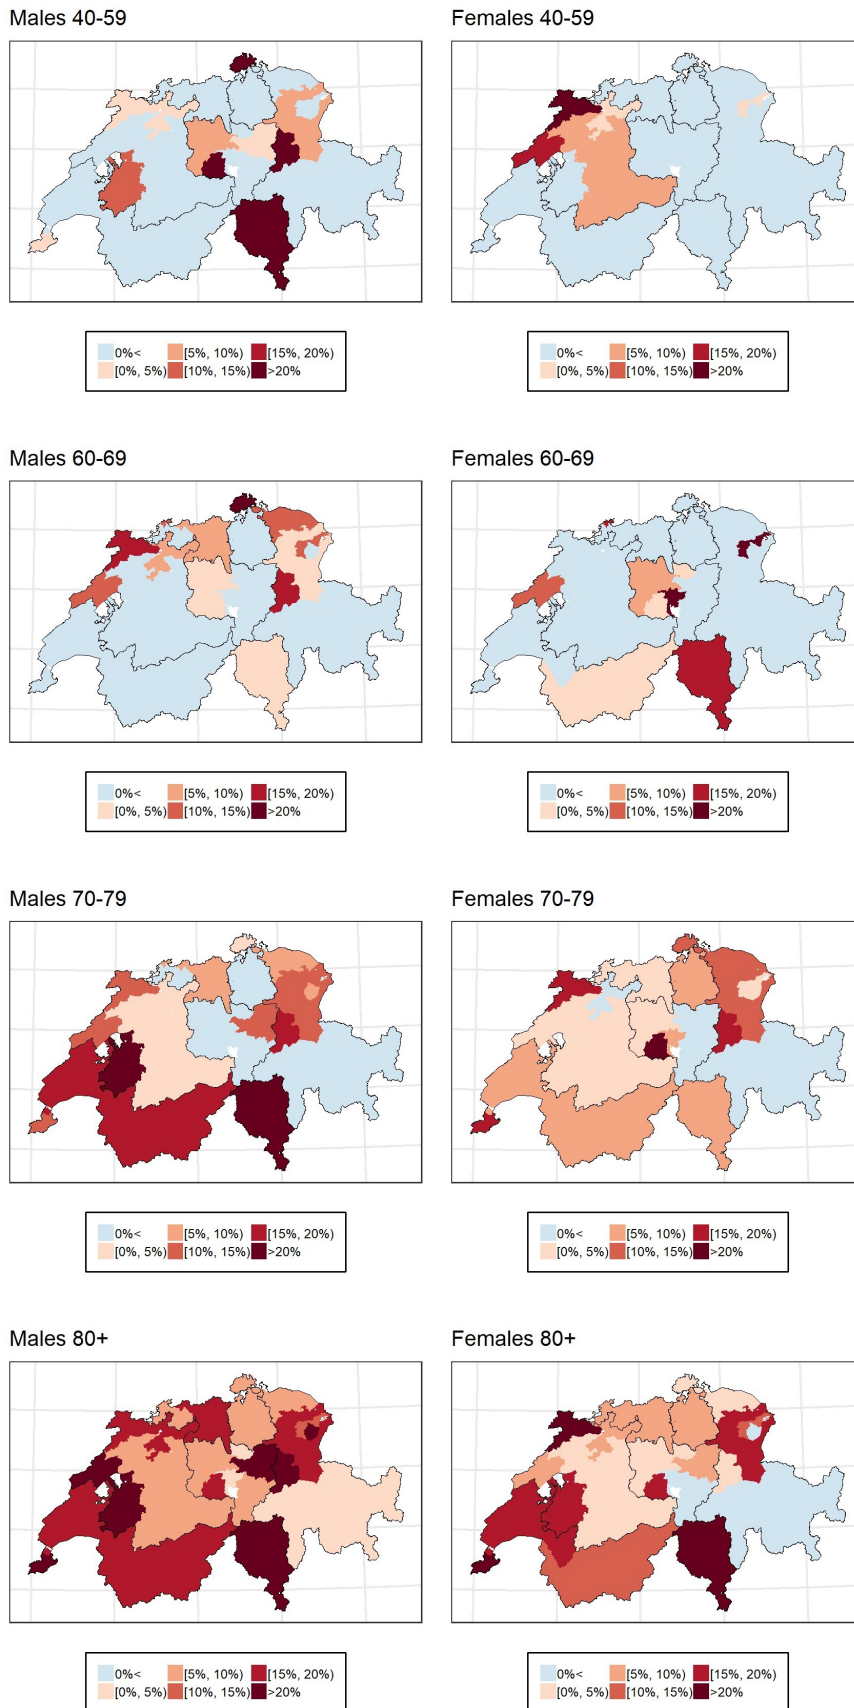 Males 40-59 Females 40-59
0%< [5%, 10%) [15%, 20%) 0%< [5%, 10%) [15%, 20%)
[0%, 5%) [10%, 15%) >20% [0%, 5%) [10%, 15%) >20%
Males 60-69 Females 60-69
0%< [5%, 10%) [15%, 20%) 0%< [5%, 10%) [15%, 20%)
[0%, 5%) [10%, 15%) >20% [0%, 5%) [10%, 15%) >20%
Males 70-79 Females 70-79
0%< [5%, 10%) [15%, 20%) 0%< [5%, 10%) [15%, 20%)
[0%, 5%) [10%, 15%) >20% [0%, 5%) [10%, 15%) >20%
Males 80+ Females 80+
0%< [5%, 10%) [15%, 20%) 0%< [5%, 10%) [15%, 20%)
[0%, 5%) [10%, 15%) >20% [0%, 5%) [10%, 15%) >20%